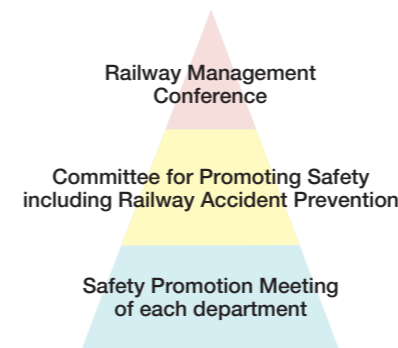 Railway Management
Conference
Committee for Promoting Safety
including Railway Accident Prevention
Safety Promotion Meeting
of each department